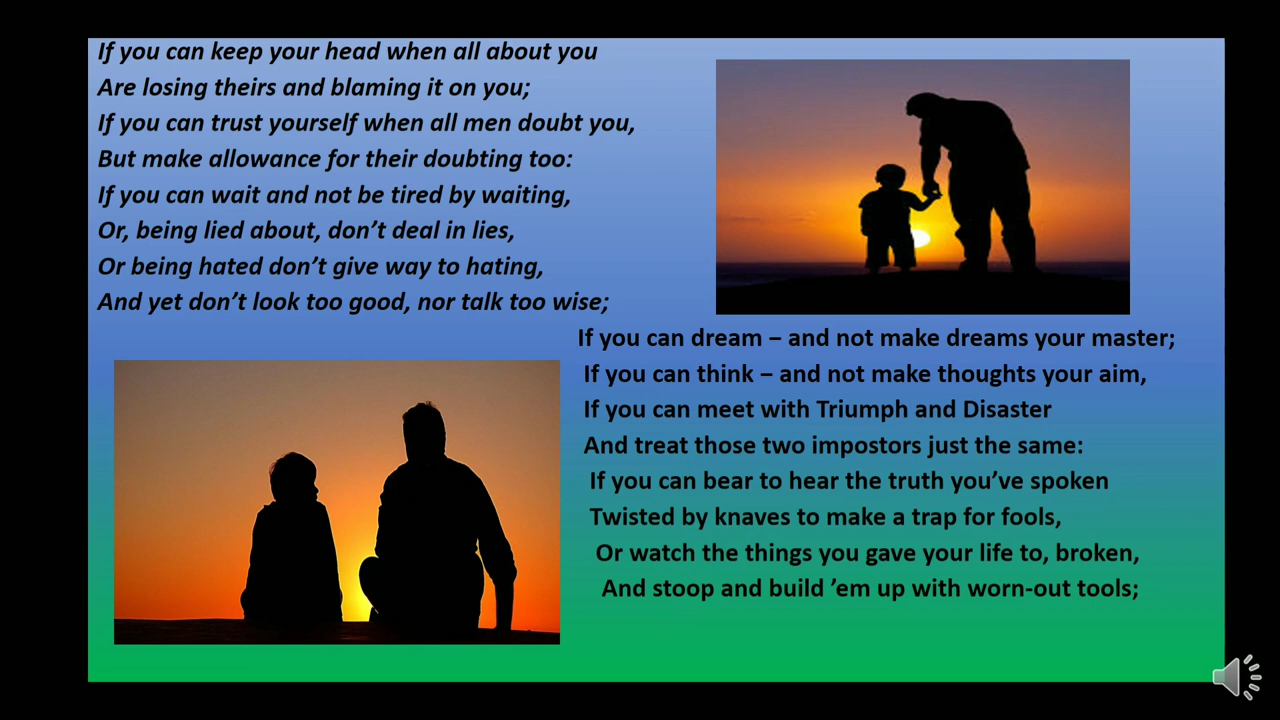 If you can keep your head when all about you
Are losing theirs and blaming it on you;
If you can trust yourself when all men doubt you,
But make allowance for their doubting too:
If you can wait and not be tired by waiting,
Or, being lied about, don’t deal in lies,
Or being hated don’t give way to hating,
And yet don’t look too good, nor talk too wise;
If you can dream – and not make dreams your master;
If you can think – and not make thoughts your aim,
If you can meet with Triumph and Disaster
And treat those two impostors just the same:
If you can bear to hear the truth you’ve spoken
Twisted by knaves to make a trap for fools,
Or watch the things you gave your life to, broken,
And stoop and build ’em up with worn-out tools;